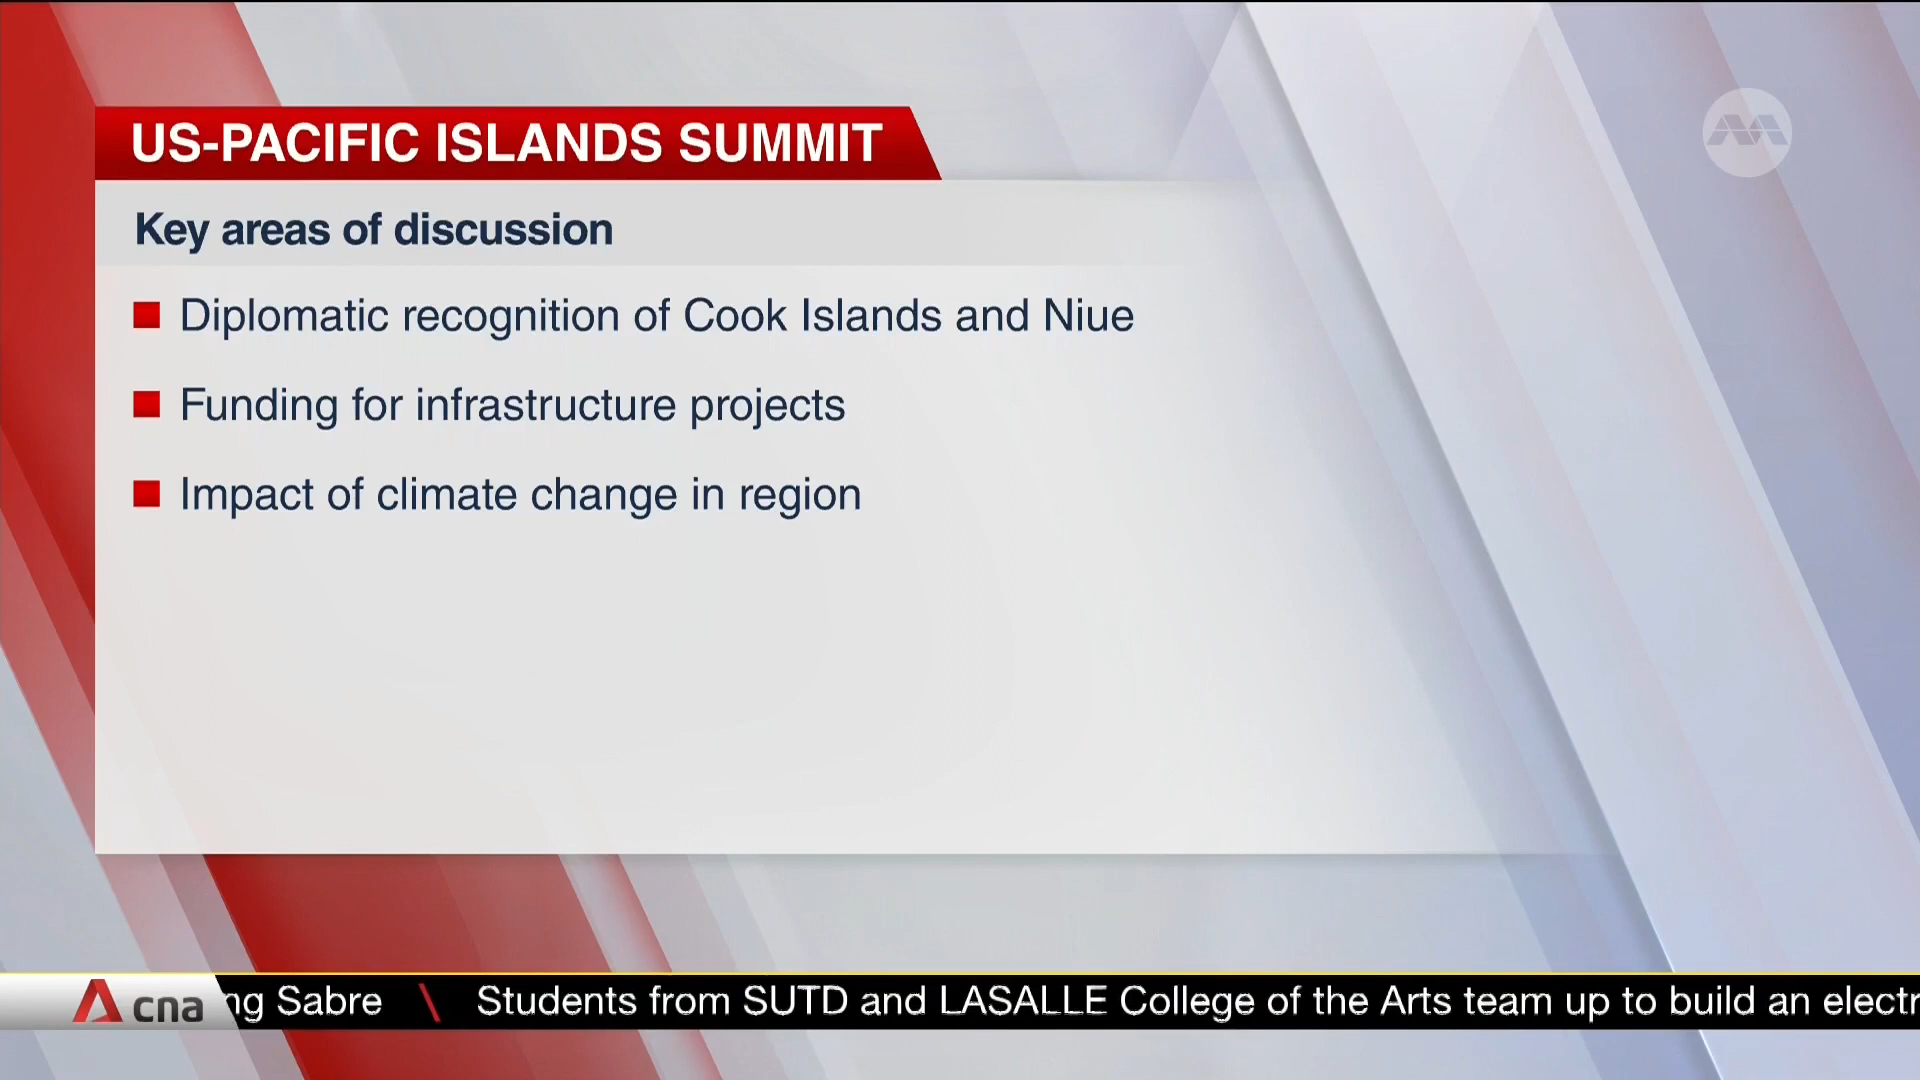 US-PACIFIC ISLANDS SUMMIT
Key areas of discussion
Diplomatic recognition of Cook Islands and Niue
Funding for infrastructure projects
Impact of climate change in region
cna ng Sabre \ Students from SUTD and LASALLE College of the Arts team up to build an electr